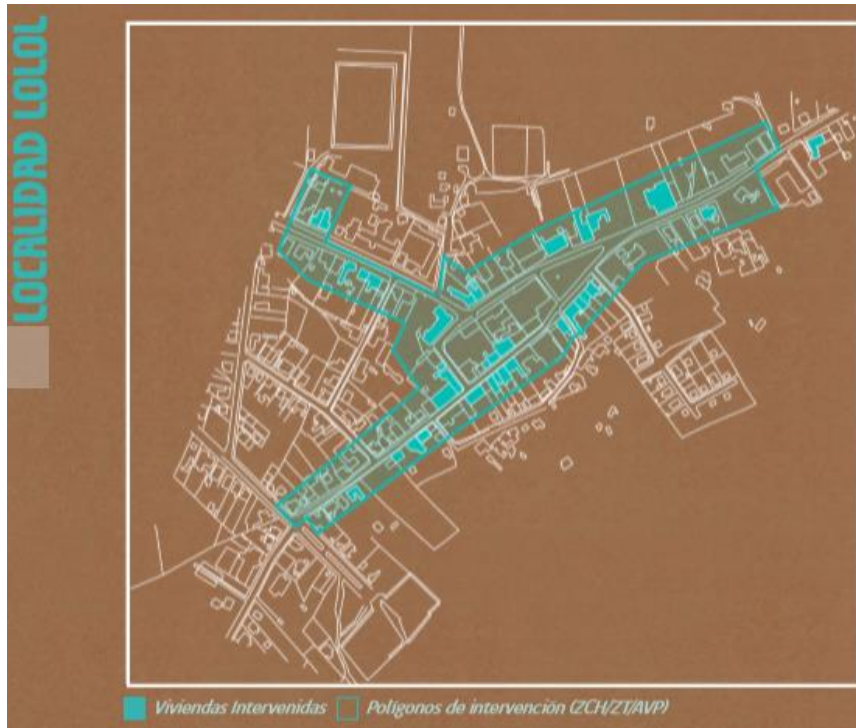 LOCALIDAD LOLOL
Viviendas Intervenidas
Polígonos de intervención (ZCH/ZT/AVP)